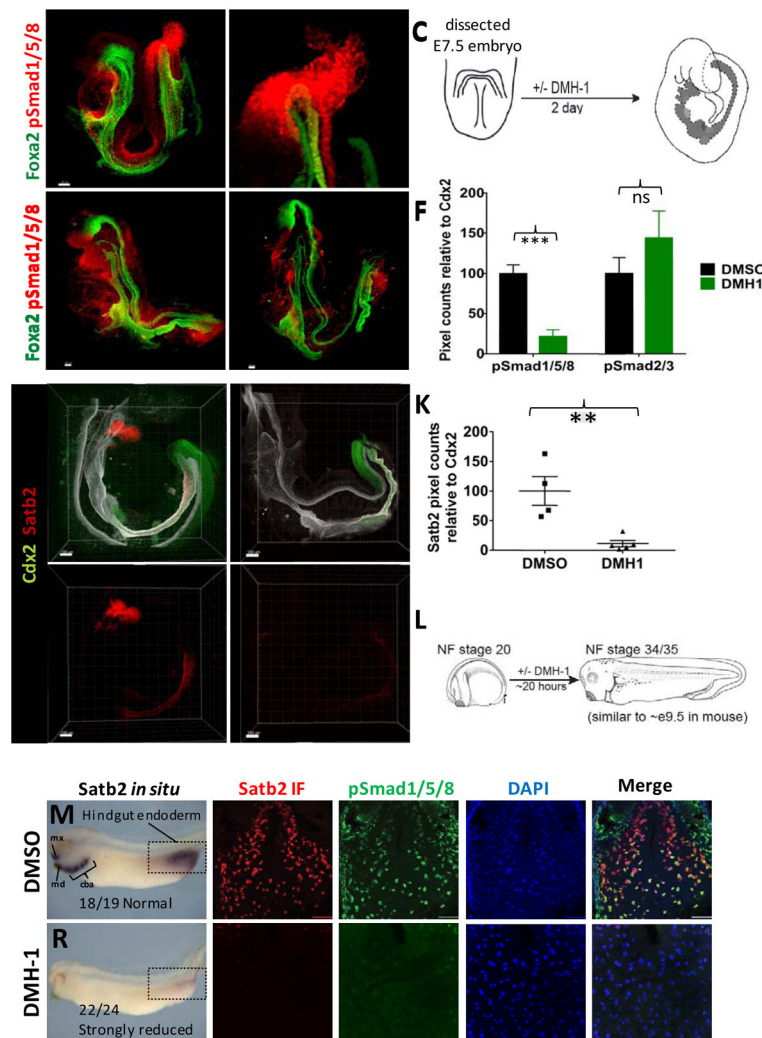 Foxa2 pSmad1/5/8
C
dissected
E7.5 embryo
+/- DMH-1
2 day
Foxa2 pSmad1/5/8
F
Pixel counts relative to Cdx2
200
150
100
50
0
***
ns
DMSO
DMH1
pSmad1/5/8
pSmad2/3
Cdx2 Satb2
K
Satb2 pixel counts
relative to Cdx2
200
150
100
50
0
**
DMSO
DMH1
L
NF stage 20
+/- DMH-1
~20 hours
NF stage 34/35
(similar to ~e9.5 in mouse)
Satb2 in situ
Satb2 IF
pSmad1/5/8
DAPI
Merge
DMSO
M
Hindgut endoderm
mx
md
cba
18/19 Normal
DMH-1
R
22/24
Strongly reduced